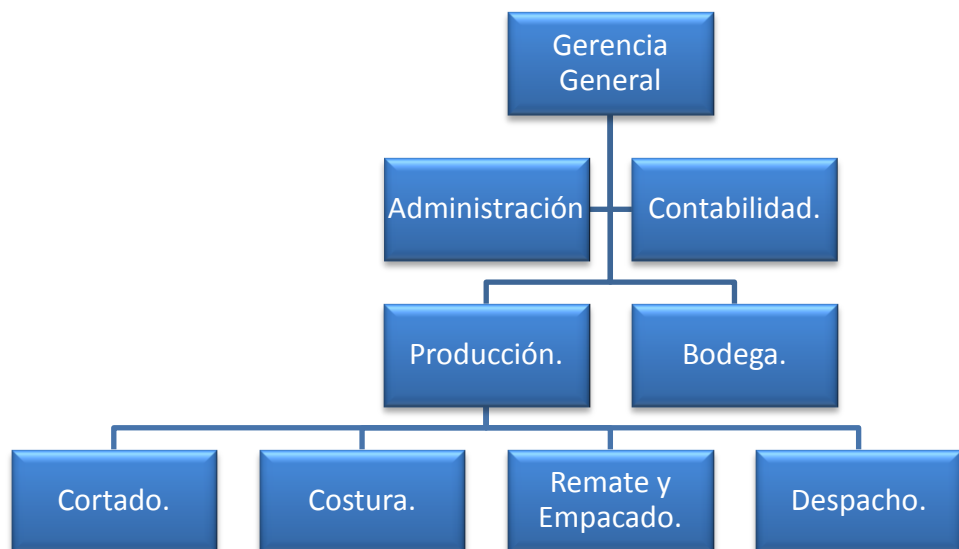 Gerencia
General
Administración
Contabilidad.
Producción.
Bodega.
Cortado.
Costura.
Remate y
Empacado.
Despacho.